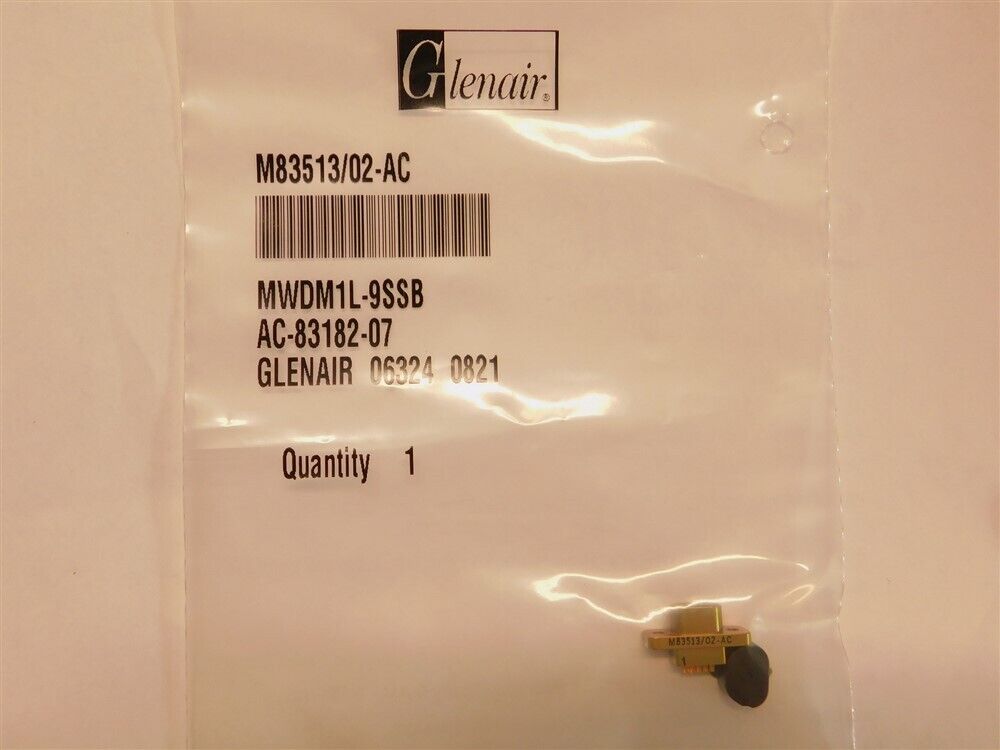 Glenair®
M83513/02-AC
MWDM1L-9SSB
AC-83182-07
GLENAIR 06324 0821
Quantity 1
M83513/02-AC
1